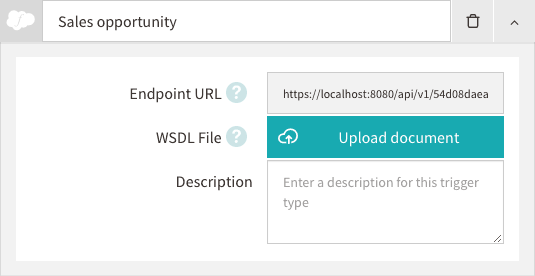 Sales opportunity
Endpoint URL ?
https://localhost:8080/api/v1/54d08daea
WSDL File ?
Upload document
Description
Enter a description for this trigger
type